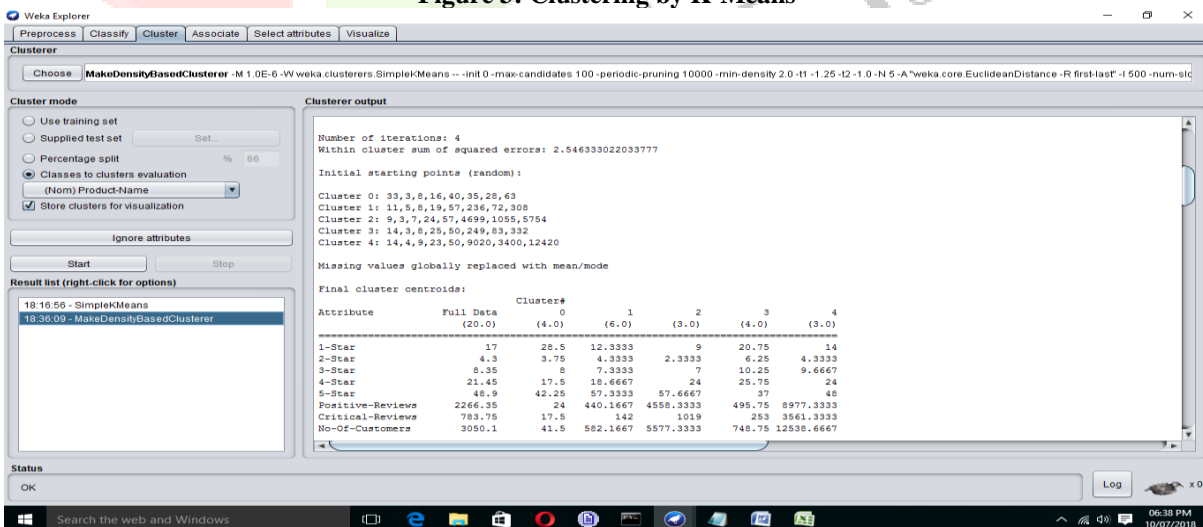 Figure 3: Clustering by K-Means
Weka Explorer
Preprocess Classify Cluster Associate Select attributes Visualize
Clusterer
Choose MakeDensityBasedClusterer -M 1.0E-6 -W weka.clusterers.SimpleKMeans -- -init 0 -max-candidates 100 -periodic-pruning 10000 -min-density 2.0 -t1 -1.25 -t2 -1.0 -N 5 -A "weka.core.EuclideanDistance -R first-last" -I 500 -num-slo
Cluster mode
Use training set
Supplied test set Set...
Percentage split % 66
Classes to clusters evaluation
(Nom) Product-Name
Store clusters for visualization
Ignore attributes
Start Stop
Result list (right-click for options)
18:16:56 - SimpleKMeans
18:36:09 - MakeDensityBasedClusterer
Clusterer output
Number of iterations: 4
Within cluster sum of squared errors: 2.546333022033777
Initial starting points (random):
Cluster 0: 33,3,8,16,40,35,28,63
Cluster 1: 11,5,8,19,57,236,72,308
Cluster 2: 9,3,7,24,57,4699,1055,5754
Cluster 3: 14,3,8,25,50,249,83,332
Cluster 4: 14,4,9,23,50,9020,3400,12420
Missing values globally replaced with mean/mode
Final cluster centroids:
Cluster#
Attribute Full Data 0 1 2 3 4
(20.0) (4.0) (6.0) (3.0) (4.0) (3.0)
1-Star 17 28.5 12.3333 9 20.75 14
2-Star 4.3 3.75 4.3333 2.3333 6.25 4.3333
3-Star 8.35 8 7.3333 7 10.25 9.6667
4-Star 21.45 17.5 18.6667 24 25.75 24
5-Star 48.9 42.25 57.3333 57.6667 37 48
Positive-Reviews 2266.35 24 440.1667 4558.3333 495.75 8977.3333
Critical-Reviews 783.75 17.5 142 1019 253 3561.3333
No-Of-Customers 3050.1 41.5 582.1667 5577.3333 748.75 12538.6667
Status
OK
Log
x 0
Search the web and Windows
06:38 PM
10/07/2018